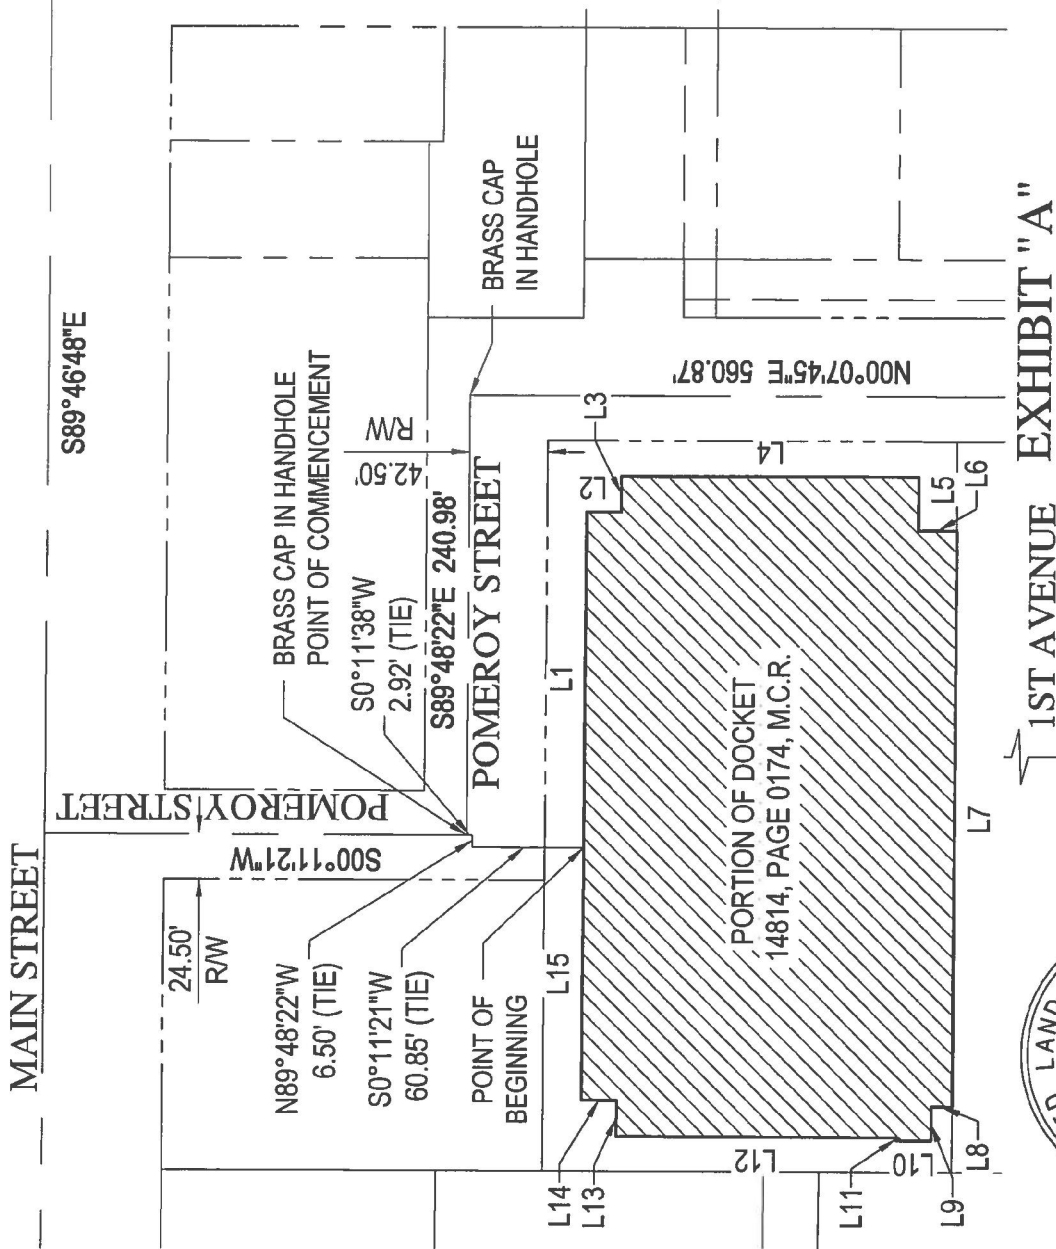 MAIN STREET
S89°46'48"E
24.50'
R/W
POMEROY STREET
S00°11'21"W
BRASS CAP IN HANDHOLE
POINT OF COMMENCEMENT
S0°11'38"W
2.92' (TIE)
42.50'
R/W
BRASS CAP
IN HANDHOLE
S89°48'22"E 240.98'
POMEROY STREET
N89°48'22"W
6.50' (TIE)
S0°11'21"W
60.85' (TIE)
POINT OF
BEGINNING
L15
L1
L2
L3
L4
L5
L6
N00°07'45"E 560.87'
L14
L13
L12
L11
L10
L9
L8
L7
PORTION OF DOCKET
14814, PAGE 0174, M.C.R.
1ST AVENUE
EXHIBIT "A"
LAND